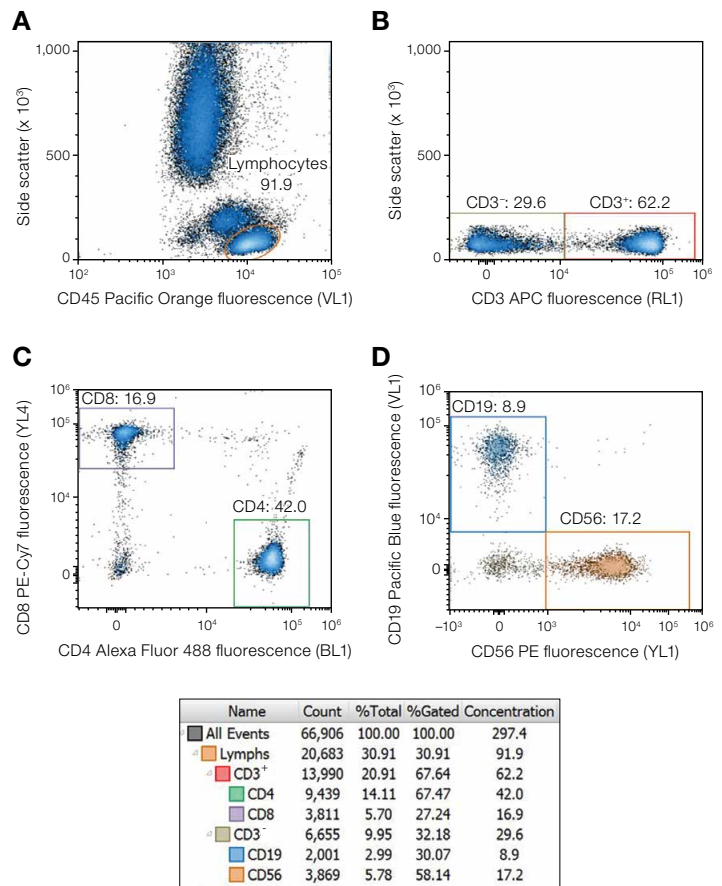 A
Side scatter (x 10³)
1,000
500
0
Lymphocytes
91.9
10² 10³ 10⁴ 10⁵
CD45 Pacific Orange fluorescence (VL1)
B
Side scatter (x 10³)
1,000
500
0
CD3⁻: 29.6 CD3⁺: 62.2
0 10⁴ 10⁵ 10⁶
CD3 APC fluorescence (RL1)
C
CD8 PE-Cy7 fluorescence (YL4)
10⁶
CD8: 16.9
10⁵
10⁴
CD4: 42.0
0
0 10⁴ 10⁵ 10⁶
CD4 Alexa Fluor 488 fluorescence (BL1)
D
CD19 Pacific Blue fluorescence (VL1)
10⁶
CD19: 8.9
10⁵
10⁴
CD56: 17.2
0
−10³ 0 10³ 10⁴ 10⁵ 10⁶
CD56 PE fluorescence (YL1)
Name Count %Total %Gated Concentration
All Events 66,906 100.00 100.00 297.4
Lymphs 20,683 30.91 30.91 91.9
CD3⁺ 13,990 20.91 67.64 62.2
CD4 9,439 14.11 67.47 42.0
CD8 3,811 5.70 27.24 16.9
CD3⁻ 6,655 9.95 32.18 29.6
CD19 2,001 2.99 30.07 8.9
CD56 3,869 5.78 58.14 17.2